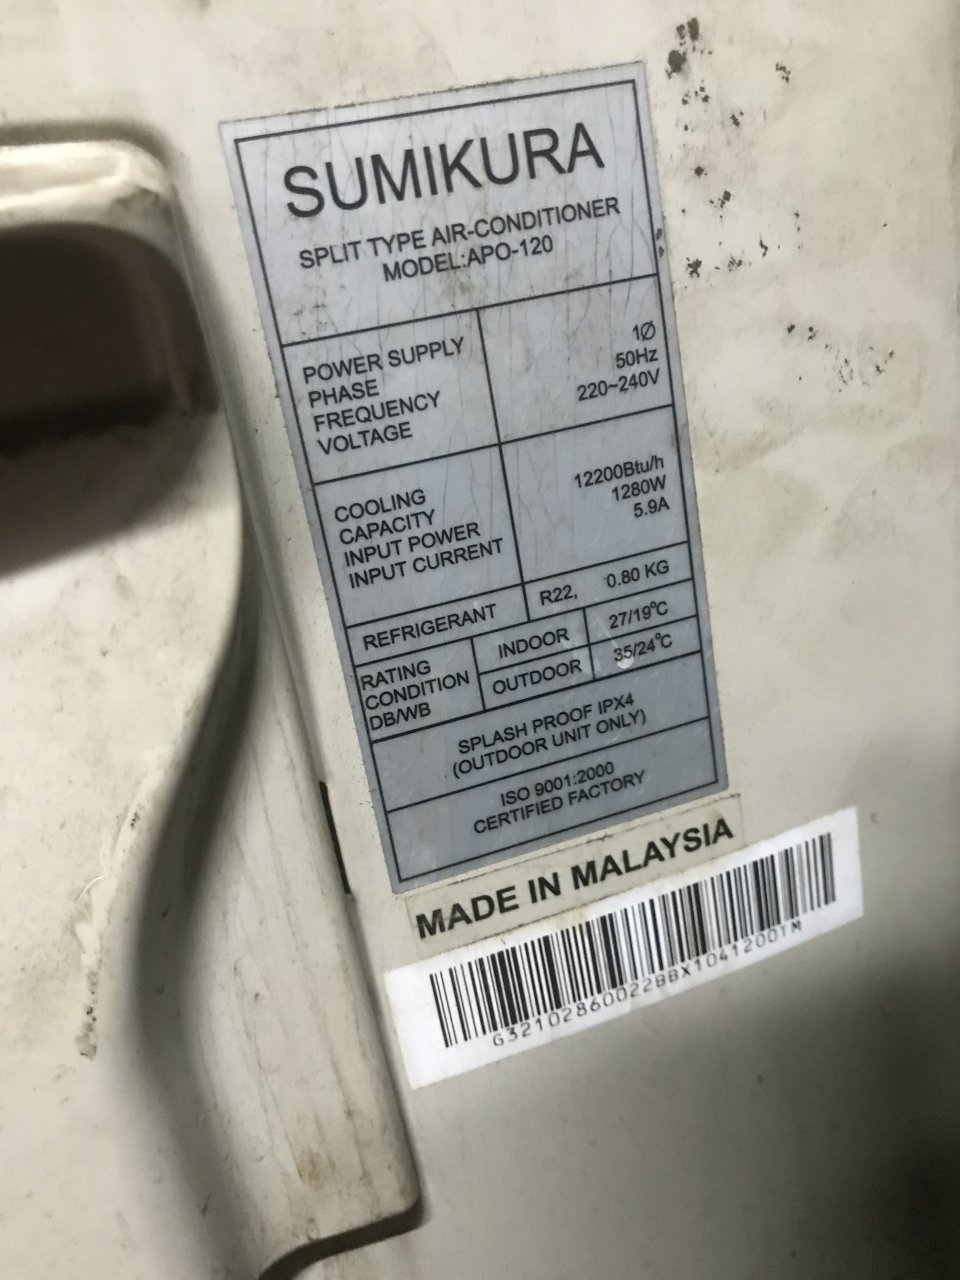 SUMIKURA
SPLIT TYPE AIR-CONDITIONER
MODEL:APO-120
POWER SUPPLY
PHASE 1Ø
FREQUENCY 50Hz
VOLTAGE 220~240V
COOLING
CAPACITY 12200Btu/h
INPUT POWER 1280W
INPUT CURRENT 5.9A
REFRIGERANT R22, 0.80 KG
RATING
CONDITION
DB/WB
INDOOR 27/19°C
OUTDOOR 35/24°C
SPLASH PROOF IPX4
(OUTDOOR UNIT ONLY)
ISO 9001:2000
CERTIFIED FACTORY
MADE IN MALAYSIA
G32102860022BBX1041200TM